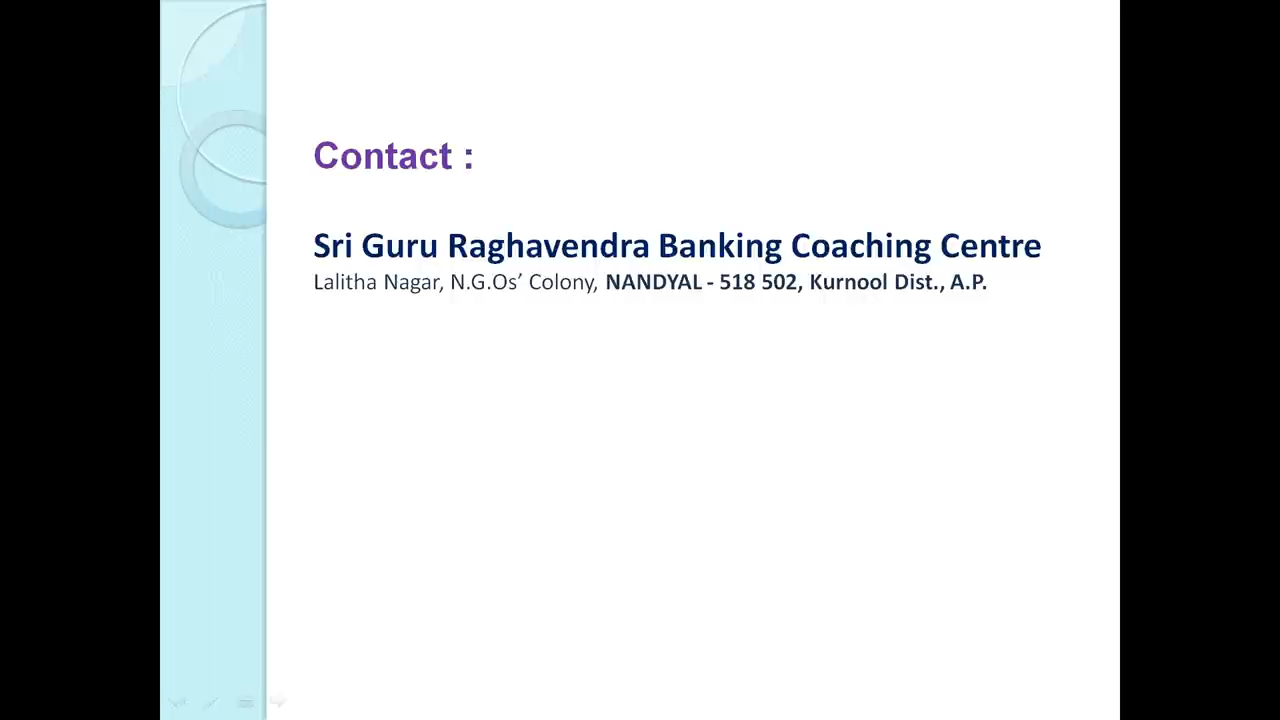 Contact :
Sri Guru Raghavendra Banking Coaching Centre
Lalitha Nagar, N.G.Os’ Colony, NANDYAL - 518 502, Kurnool Dist., A.P.